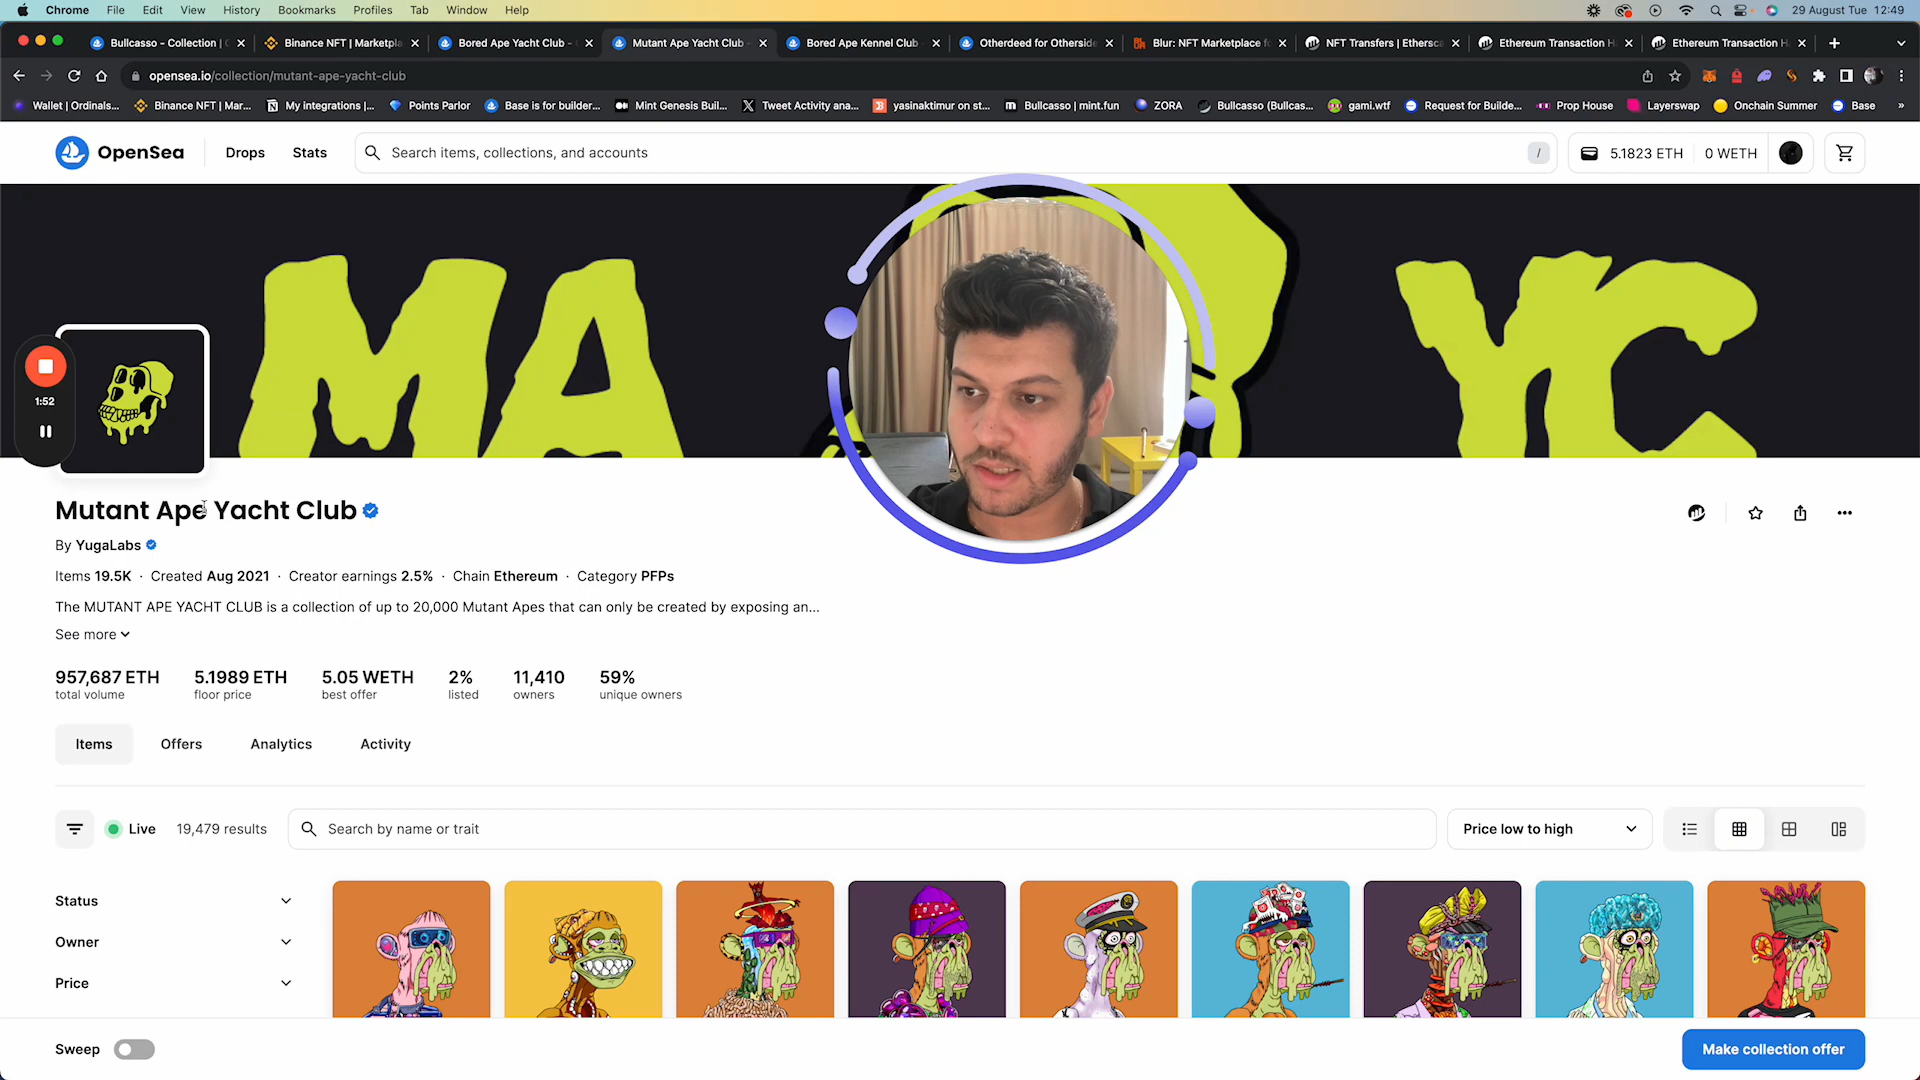 Chrome File Edit View History Bookmarks Profiles Tab Window Help 29 August Tue 12:49
Bullcasso - Collection | Binance NFT | Marketpla Bored Ape Yacht Club - Mutant Ape Yacht Club - Bored Ape Kennel Club Otherdeed for Otherside Blur: NFT Marketplace fo NFT Transfers | Ethersca Ethereum Transaction H Ethereum Transaction H
opensea.io/collection/mutant-ape-yacht-club
Wallet | Ordinals... Binance NFT | Mar... My integrations |... Points Parlor Base is for builder... Mint Genesis Buil... Tweet Activity ana... yasinaktimur on st... Bullcasso | mint.fun Bullcasso (Bullcas... ZORA gami.wtf Request for Builde... Prop House Layerswap Onchain Summer Base »
OpenSea Drops Stats Search items, collections, and accounts / 5.1823 ETH 0 WETH
MA YC
1:52
Mutant Ape Yacht Club
By YugaLabs
Items 19.5K · Created Aug 2021 · Creator earnings 2.5% · Chain Ethereum · Category PFPs
The MUTANT APE YACHT CLUB is a collection of up to 20,000 Mutant Apes that can only be created by exposing an...
See more
957,687 ETH 5.1989 ETH 5.05 WETH 2% 11,410 59%
total volume floor price best offer listed owners unique owners
Items Offers Analytics Activity
Live 19,479 results Search by name or trait Price low to high
Status
Owner
Price
Sweep Make collection offer